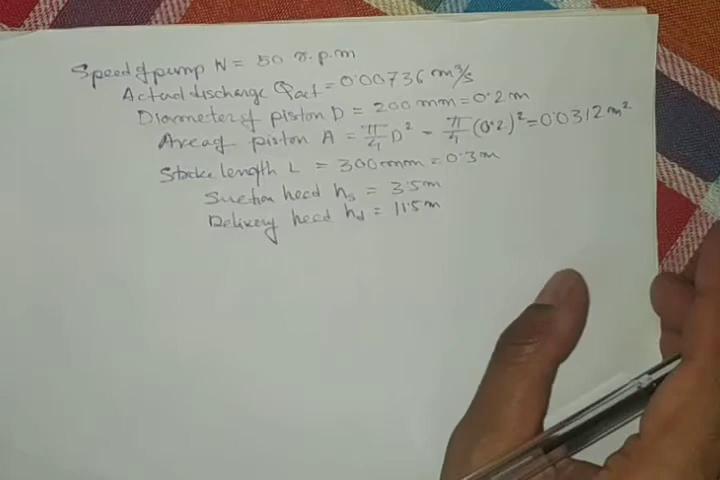 Speed of pump N = 50 r.p.m
Actual discharge Qact = 0.00736 m³/s
Diameter of piston D = 200 mm = 0.2 m
Area of piston A = π/4 D² = π/4 (0.2)² = 0.0312 m²
Stroke length L = 300 mm = 0.3 m
Suction head hs = 3.5m
Delivery head hd = 11.5m